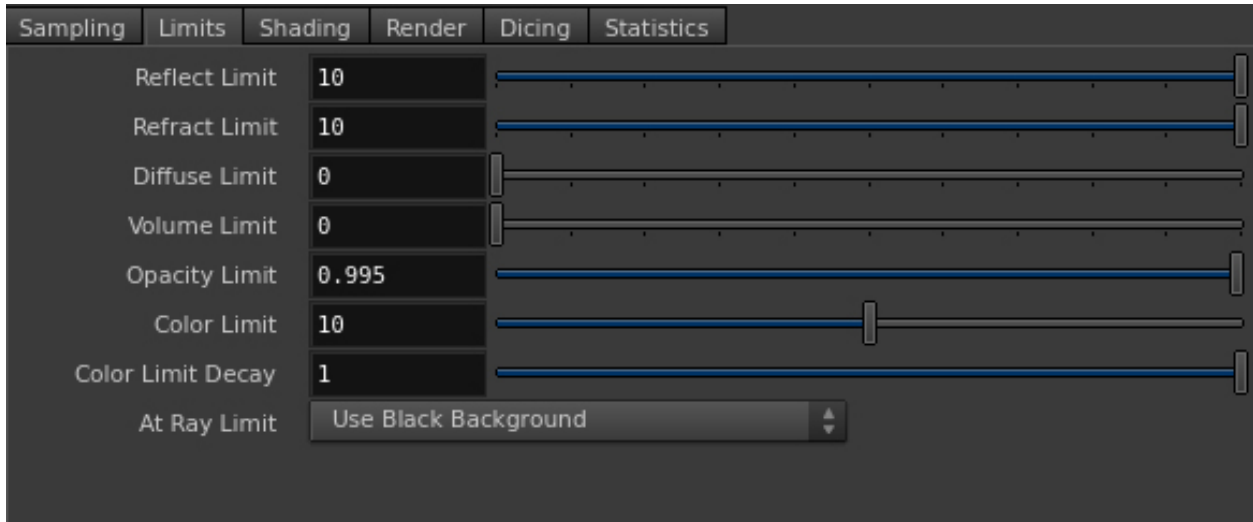 Sampling Limits Shading Render Dicing Statistics
Reflect Limit 10
Refract Limit 10
Diffuse Limit 0
Volume Limit 0
Opacity Limit 0.995
Color Limit 10
Color Limit Decay 1
At Ray Limit Use Black Background